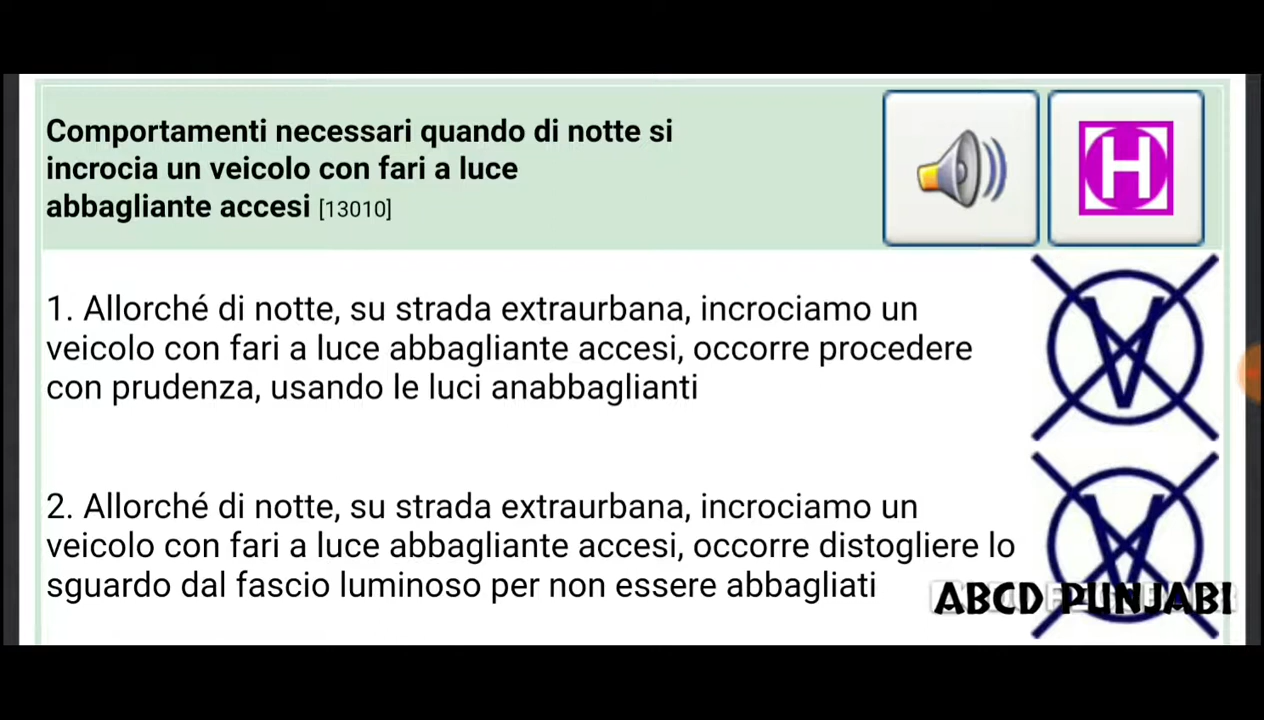 Comportamenti necessari quando di notte si
incrocia un veicolo con fari a luce
abbagliante accesi [13010]
H
1. Allorché di notte, su strada extraurbana, incrociamo un
veicolo con fari a luce abbagliante accesi, occorre procedere
con prudenza, usando le luci anabbaglianti
V
2. Allorché di notte, su strada extraurbana, incrociamo un
veicolo con fari a luce abbagliante accesi, occorre distogliere lo
sguardo dal fascio luminoso per non essere abbagliati
V
ABCD PUNJABI